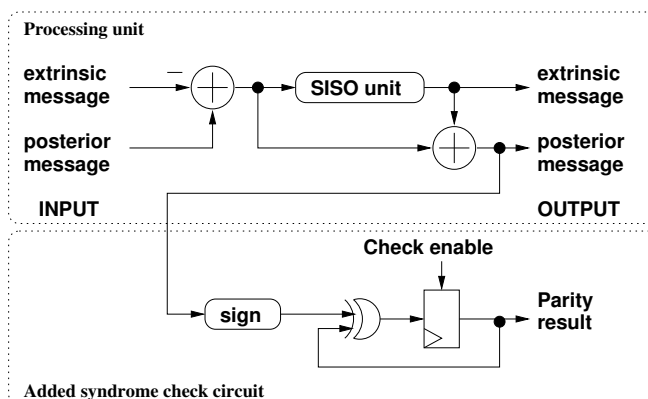 Processing unit
extrinsic
message
−
SISO unit
extrinsic
message
posterior
message
posterior
message
INPUT
OUTPUT
Check enable
sign
Parity
result
Added syndrome check circuit